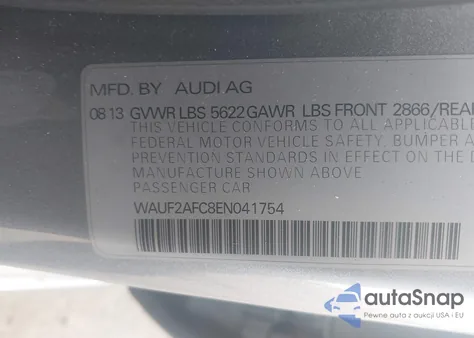 MFD. BY AUDI AG
08.13 GVWR LBS 5622 GAWR LBS FRONT 2866/REAR
THIS VEHICLE CONFORMS TO ALL APPLICABLE
FEDERAL MOTOR VEHICLE SAFETY, BUMPER A
PREVENTION STANDARDS IN EFFECT ON THE D
MANUFACTURE SHOWN ABOVE
PASSENGER CAR
WAUF2AFC8EN041754
autoSnap
Pewne auta z aukcji USA i EU